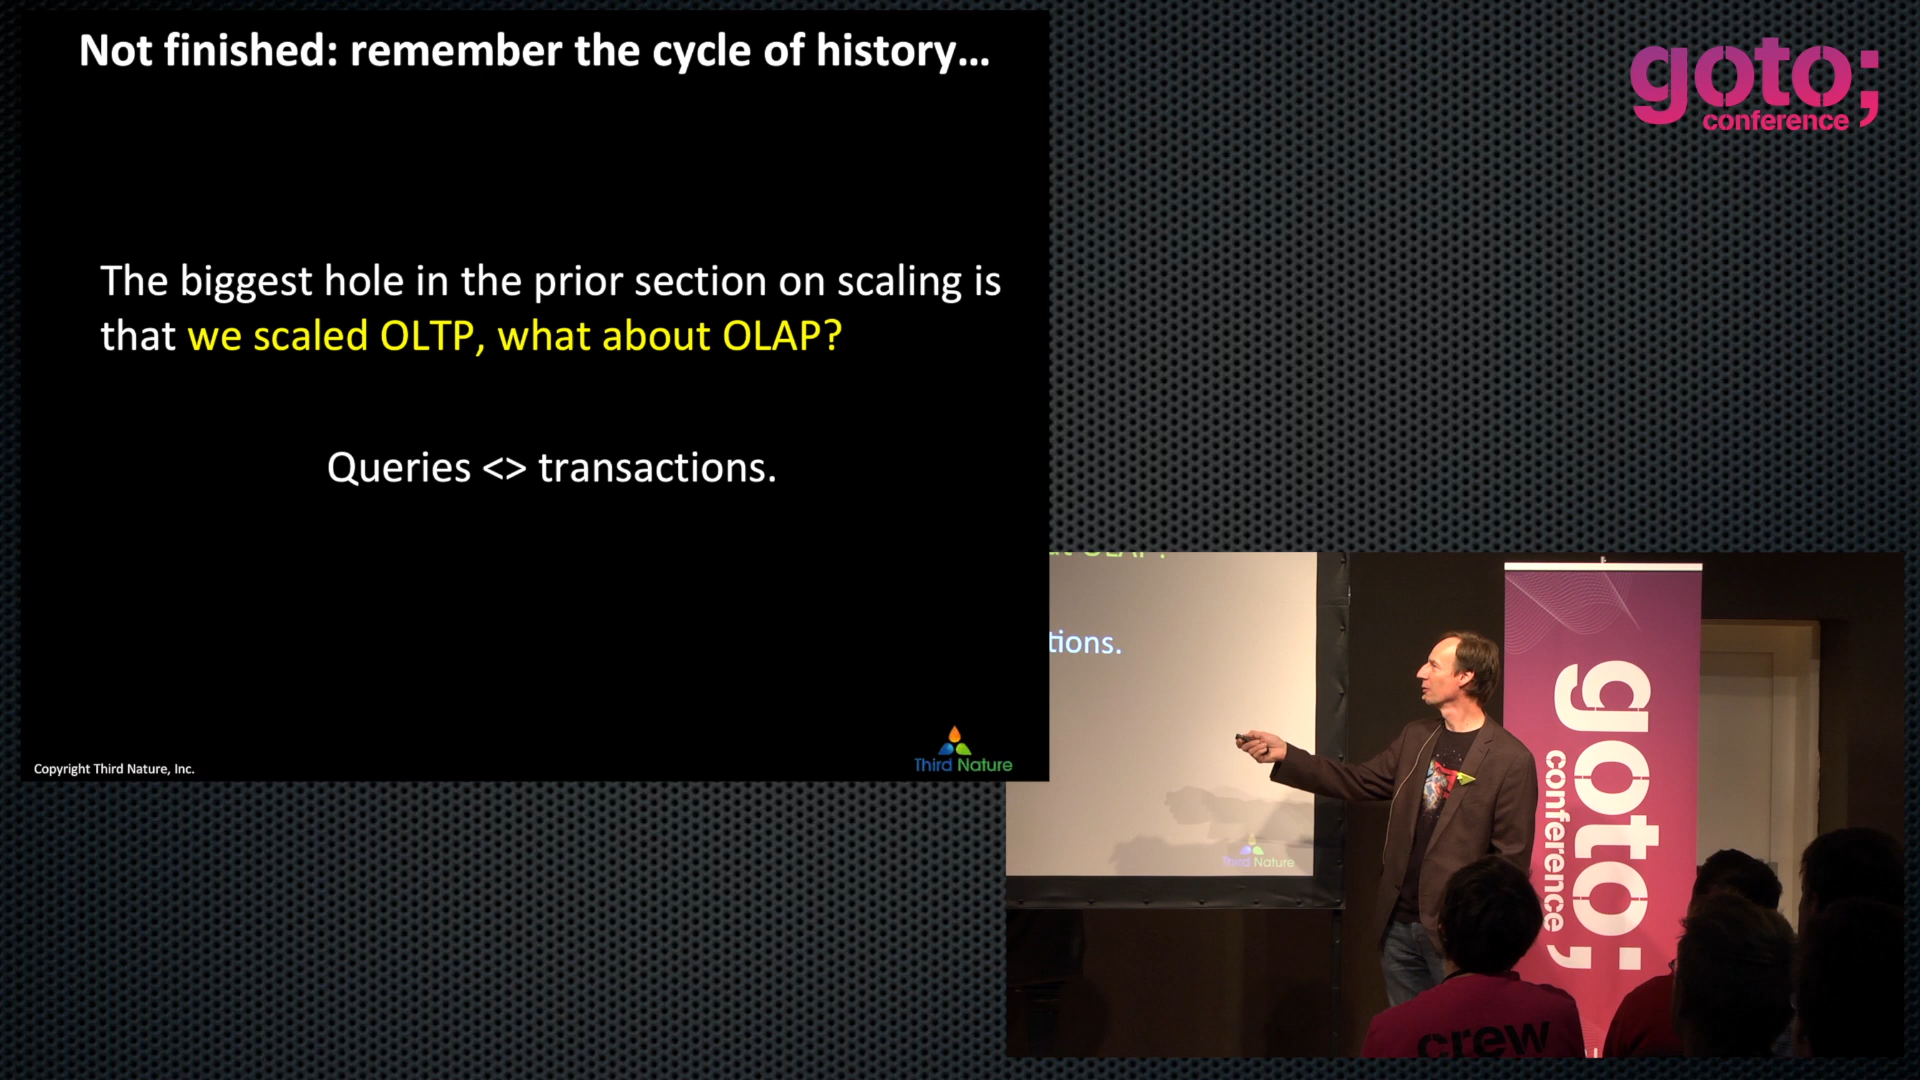 Not finished: remember the cycle of history...
goto;
conference
The biggest hole in the prior section on scaling is
that we scaled OLTP, what about OLAP?
Queries <> transactions.
Copyright Third Nature, Inc.
Third Nature
OLAP?
tions.
Third Nature
goto;
conference
crew